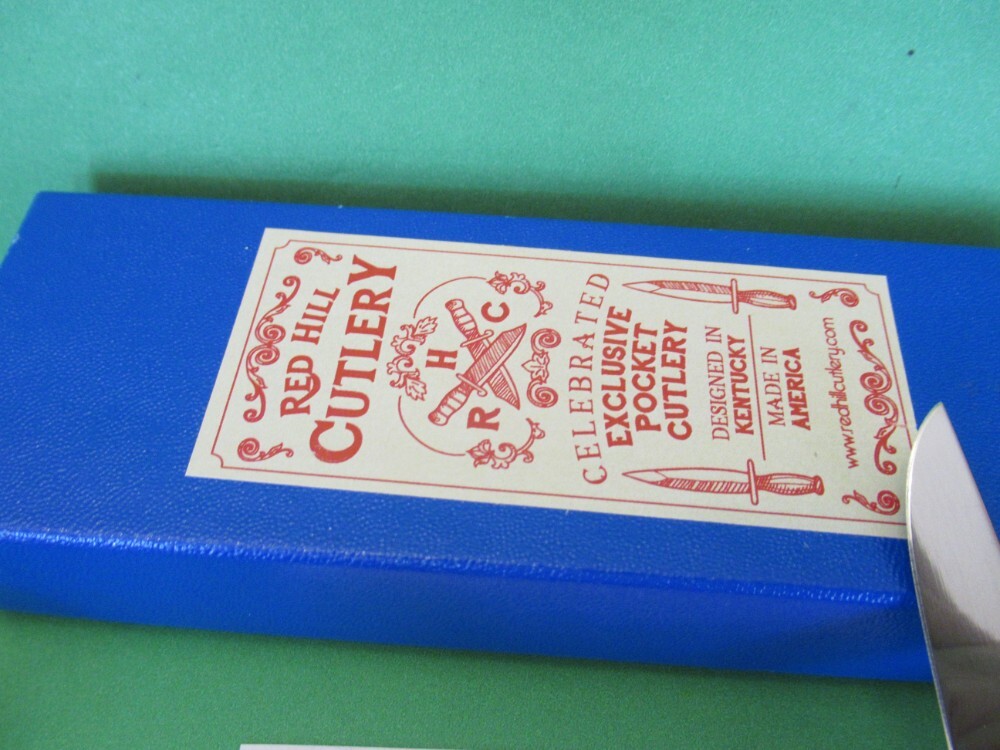 RED HILL
CUTLERY
H C
R
CELEBRATED
EXCLUSIVE
POCKET
CUTLERY
DESIGNED IN
KENTUCKY
MADE IN
AMERICA
www.redhillcutlery.com